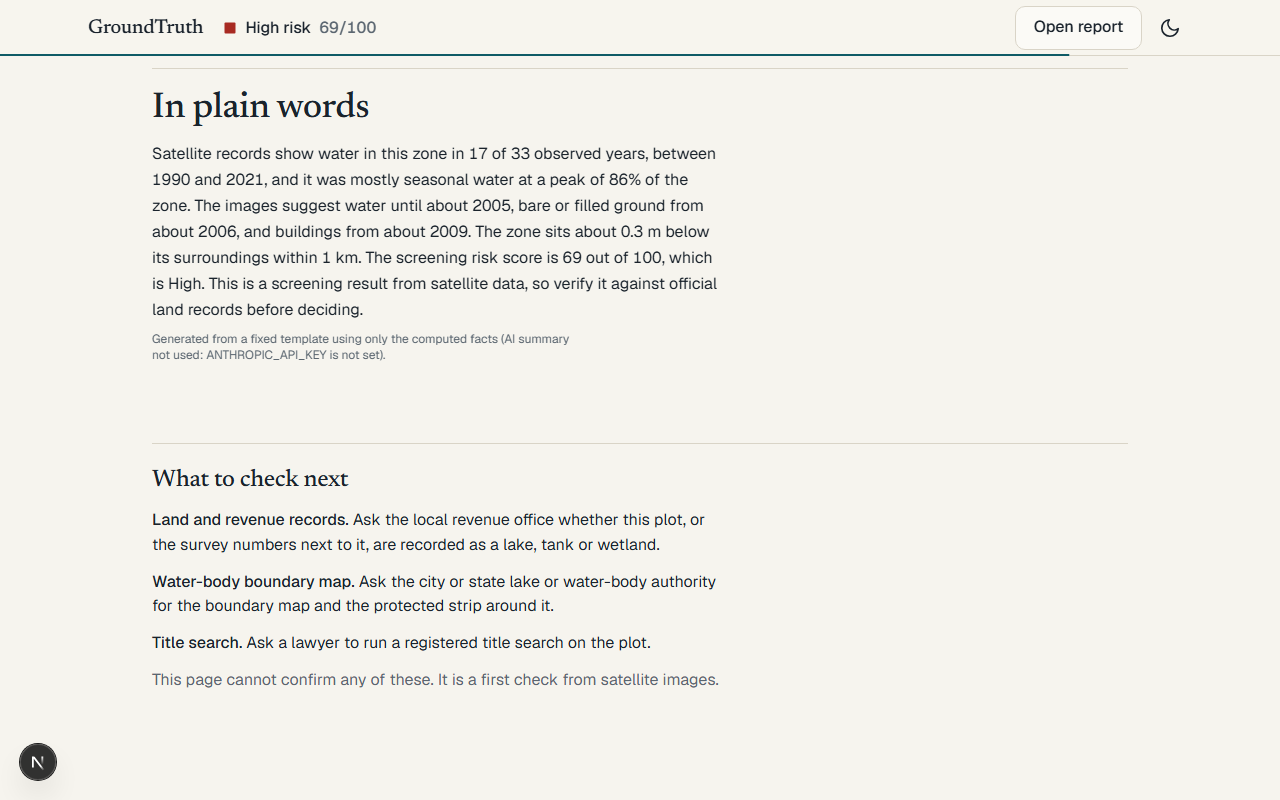 GroundTruth
High risk 69/100
Open report
In plain words
Satellite records show water in this zone in 17 of 33 observed years, between
1990 and 2021, and it was mostly seasonal water at a peak of 86% of the
zone. The images suggest water until about 2005, bare or filled ground from
about 2006, and buildings from about 2009. The zone sits about 0.3 m below
its surroundings within 1 km. The screening risk score is 69 out of 100, which
is High. This is a screening result from satellite data, so verify it against official
land records before deciding.
Generated from a fixed template using only the computed facts (AI summary
not used: ANTHROPIC_API_KEY is not set).
What to check next
Land and revenue records. Ask the local revenue office whether this plot, or
the survey numbers next to it, are recorded as a lake, tank or wetland.
Water-body boundary map. Ask the city or state lake or water-body authority
for the boundary map and the protected strip around it.
Title search. Ask a lawyer to run a registered title search on the plot.
This page cannot confirm any of these. It is a first check from satellite images.
N